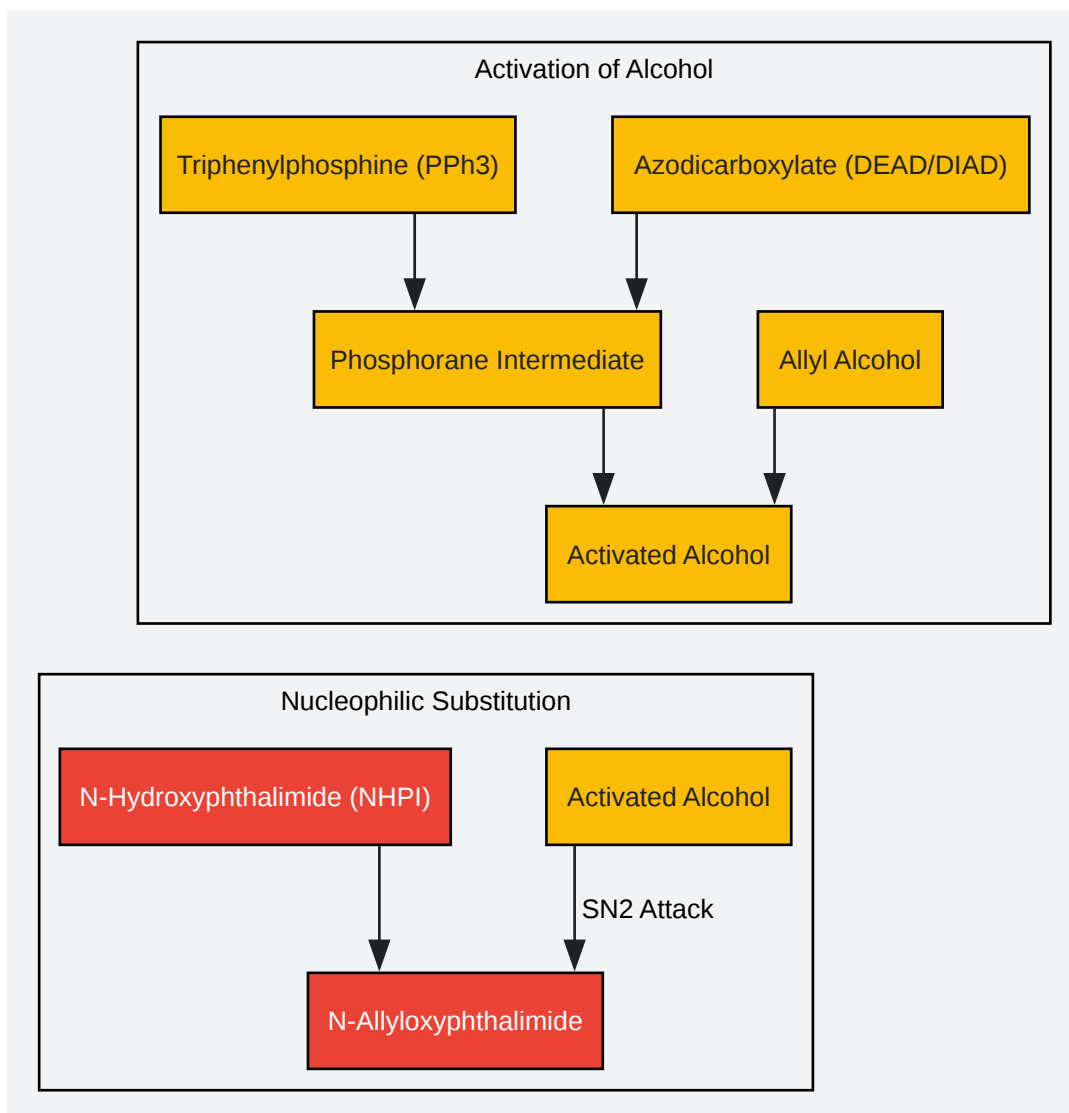 Activation of Alcohol
Triphenylphosphine (PPh3)
Azodicarboxylate (DEAD/DIAD)
Phosphorane Intermediate
Allyl Alcohol
Activated Alcohol
Nucleophilic Substitution
N-Hydroxyphthalimide (NHPI)
Activated Alcohol
SN2 Attack
N-Allyloxyphthalimide